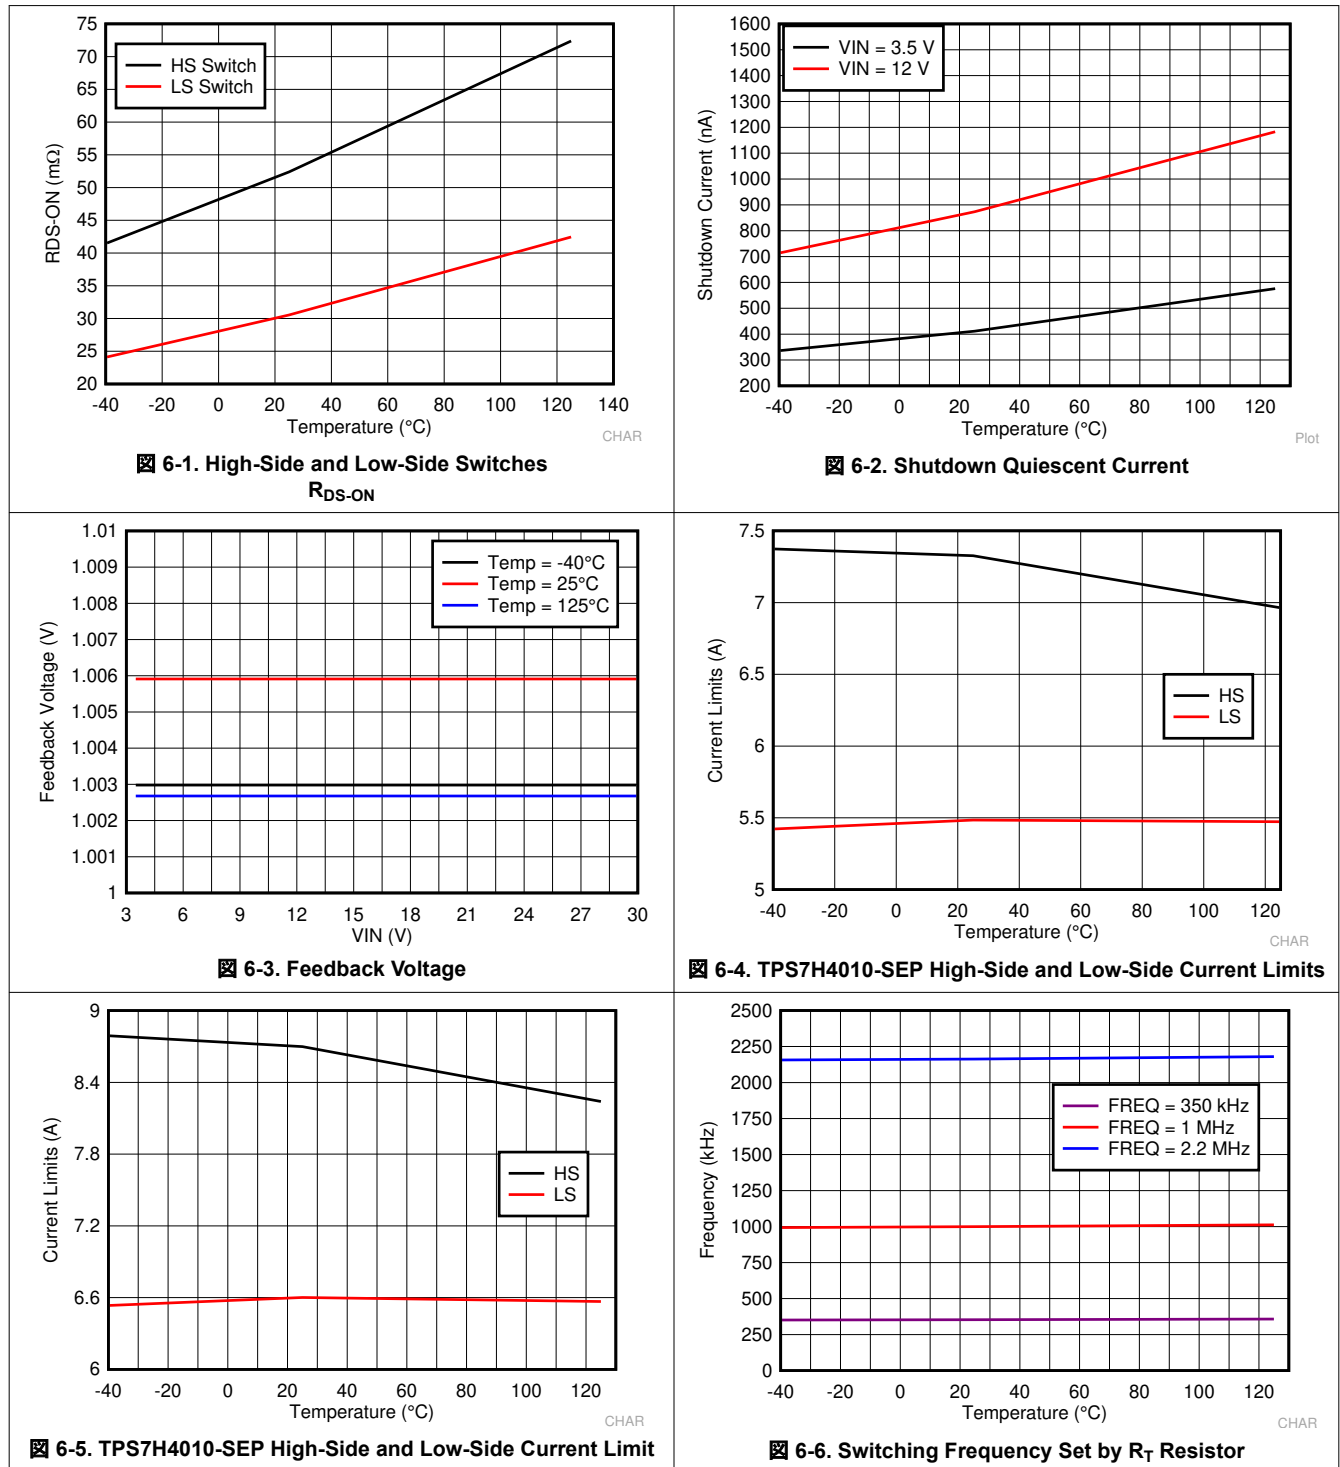 75
70
65
60
55
50
45
40
35
30
25
20
RDS-ON (mΩ)
HS Switch
LS Switch
-40 -20 0 20 40 60 80 100 120 140
Temperature (°C)
CHAR
図 6-1. High-Side and Low-Side Switches
RDS-ON
1600
1500
1400
1300
1200
1100
1000
900
800
700
600
500
400
300
200
Shutdown Current (nA)
VIN = 3.5 V
VIN = 12 V
-40 -20 0 20 40 60 80 100 120
Temperature (°C)
Plot
図 6-2. Shutdown Quiescent Current
1.01
1.009
1.008
1.007
1.006
1.005
1.004
1.003
1.002
1.001
1
Feedback Voltage (V)
Temp = -40°C
Temp = 25°C
Temp = 125°C
3 6 9 12 15 18 21 24 27 30
VIN (V)
図 6-3. Feedback Voltage
7.5
7
6.5
6
5.5
5
Current Limits (A)
HS
LS
-40 -20 0 20 40 60 80 100 120
Temperature (°C)
CHAR
図 6-4. TPS7H4010-SEP High-Side and Low-Side Current Limits
9
8.4
7.8
7.2
6.6
6
Current Limits (A)
HS
LS
-40 -20 0 20 40 60 80 100 120
Temperature (°C)
CHAR
図 6-5. TPS7H4010-SEP High-Side and Low-Side Current Limit
2500
2250
2000
1750
1500
1250
1000
750
500
250
0
Frequency (kHz)
FREQ = 350 kHz
FREQ = 1 MHz
FREQ = 2.2 MHz
-40 -20 0 20 40 60 80 100 120
Temperature (°C)
CHAR
図 6-6. Switching Frequency Set by RT Resistor